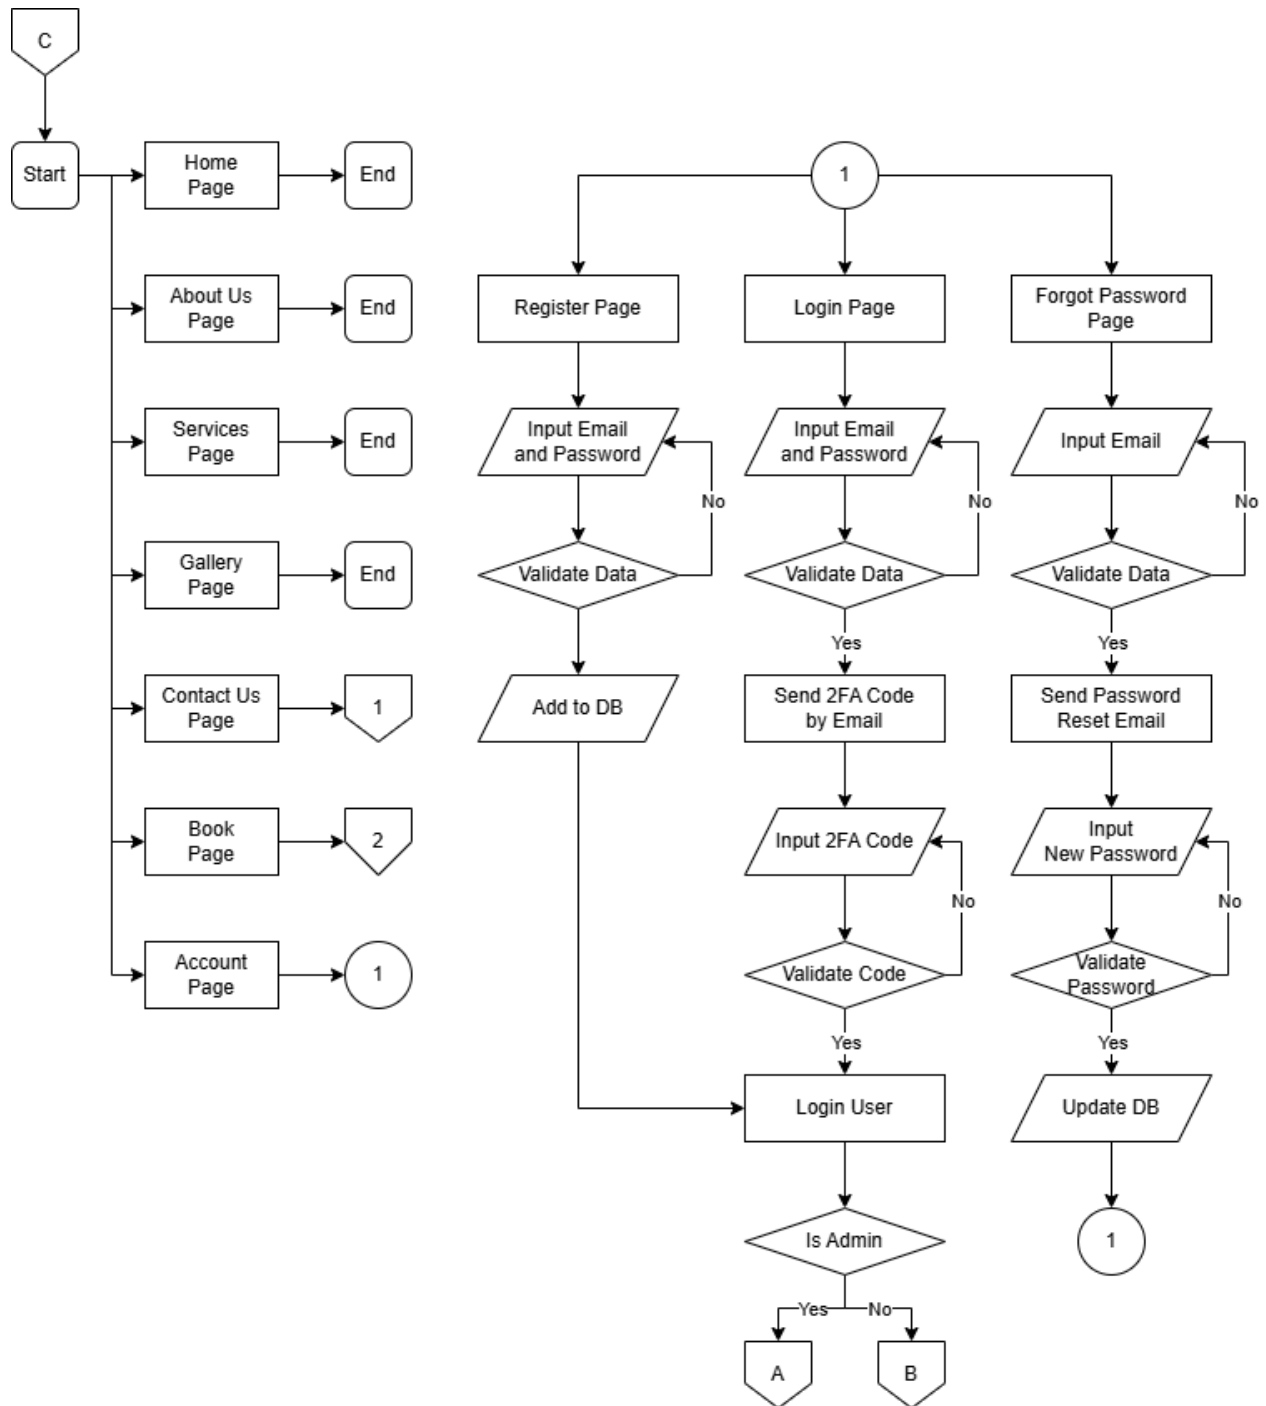 C
Start
Home
Page
End
About Us
Page
End
Services
Page
End
Gallery
Page
End
Contact Us
Page
1
Book
Page
2
Account
Page
1
1
Register Page
Input Email
and Password
No
Validate Data
Add to DB
Login Page
Input Email
and Password
No
Validate Data
Yes
Send 2FA Code
by Email
Input 2FA Code
No
Validate Code
Yes
Login User
Is Admin
Yes
No
A
B
Forgot Password
Page
Input Email
No
Validate Data
Yes
Send Password
Reset Email
Input
New Password
No
Validate
Password
Yes
Update DB
1